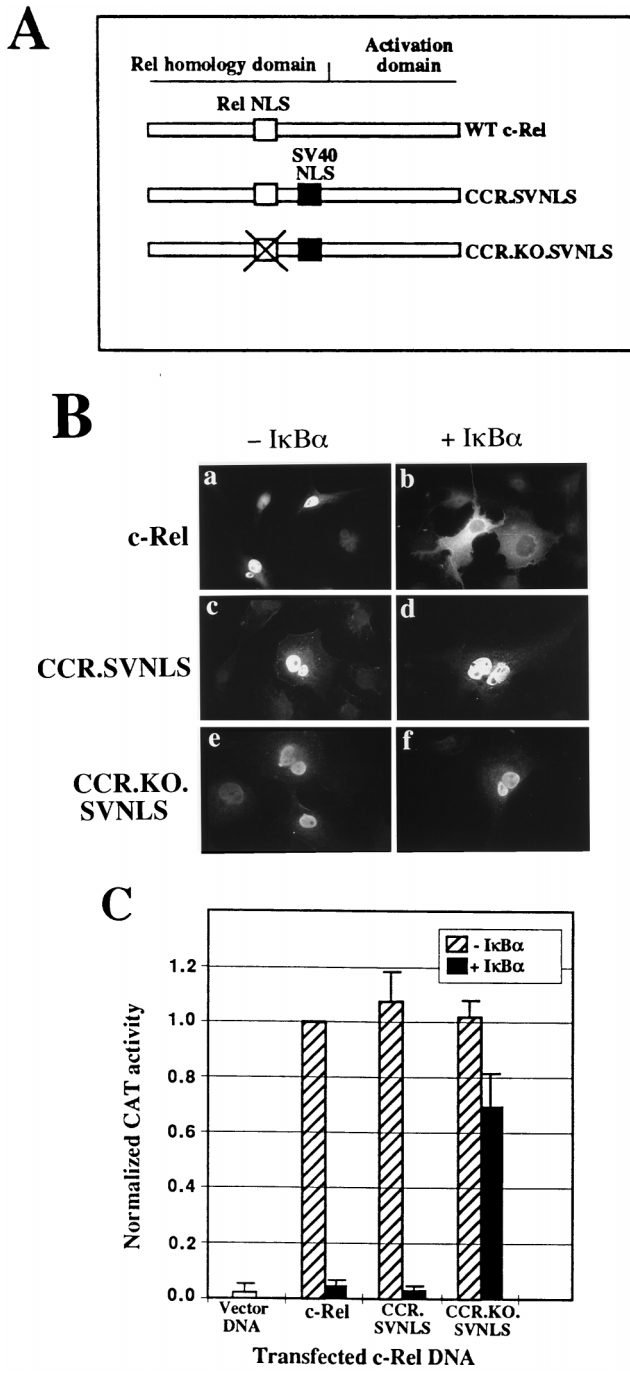 A
Activation
domain
Rel homology domain
Rel NLS
WT c-Rel
SV40
NLS
CCR.SVNLS
CCR.KO.SVNLS
B
– IκBα
+ IκBα
a
b
c-Rel
c
d
CCR.SVNLS
e
f
CCR.KO.
SVNLS
C
- IκBα
+ IκBα
1.2
1.0
0.8
0.6
0.4
0.2
0.0
Normalized CAT activity
Vector
DNA
c-Rel
CCR.
SVNLS
CCR.KO.
SVNLS
Transfected c-Rel DNA